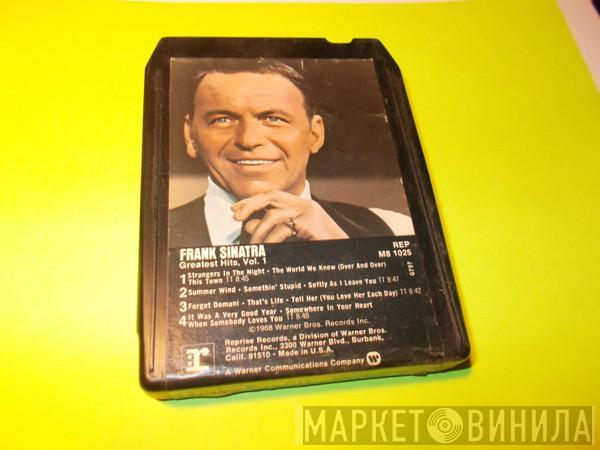 FRANK SINATRA
Greatest Hits, Vol. 1
REP
M8 1025
0797
1 Strangers In The Night · The World We Knew (Over And Over)
This Town TT 8:45
2 Summer Wind · Somethin' Stupid · Softly As I Leave You TT 8:47
3 Forget Domani · That's Life · Tell Her (You Love Her Each Day) TT 8:42
4 It Was A Very Good Year · Somewhere In Your Heart
When Somebody Loves You TT 8:48
©1968 Warner Bros. Records Inc.
Reprise Records, a Division of Warner Bros.
Records Inc., 3300 Warner Blvd., Burbank,
Calif. 91510 · Made in U.S.A.
A Warner Communications Company
r
МАРКЕТ ВИНИЛА